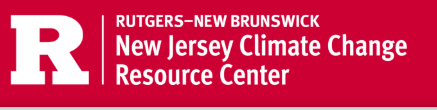 R
RUTGERS–NEW BRUNSWICK
New Jersey Climate Change
Resource Center